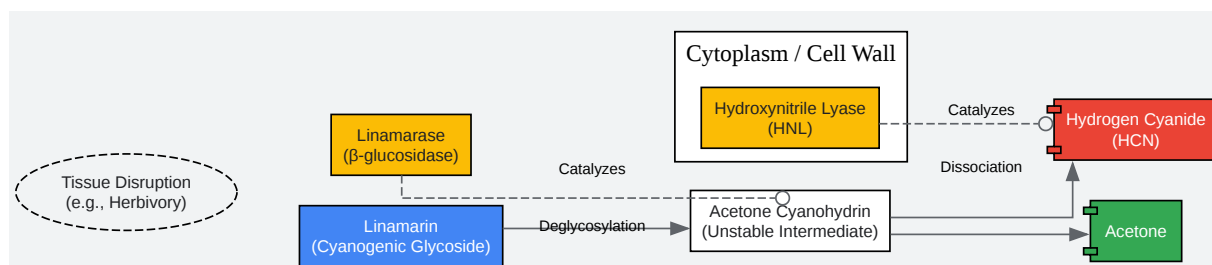 Cytoplasm / Cell Wall
Hydroxynitrile Lyase
(HNL)
Catalyzes
Hydrogen Cyanide
(HCN)
Linamarase
(β-glucosidase)
Catalyzes
Dissociation
Tissue Disruption
(e.g., Herbivory)
Linamarin
(Cyanogenic Glycoside)
Deglycosylation
Acetone Cyanohydrin
(Unstable Intermediate)
Acetone